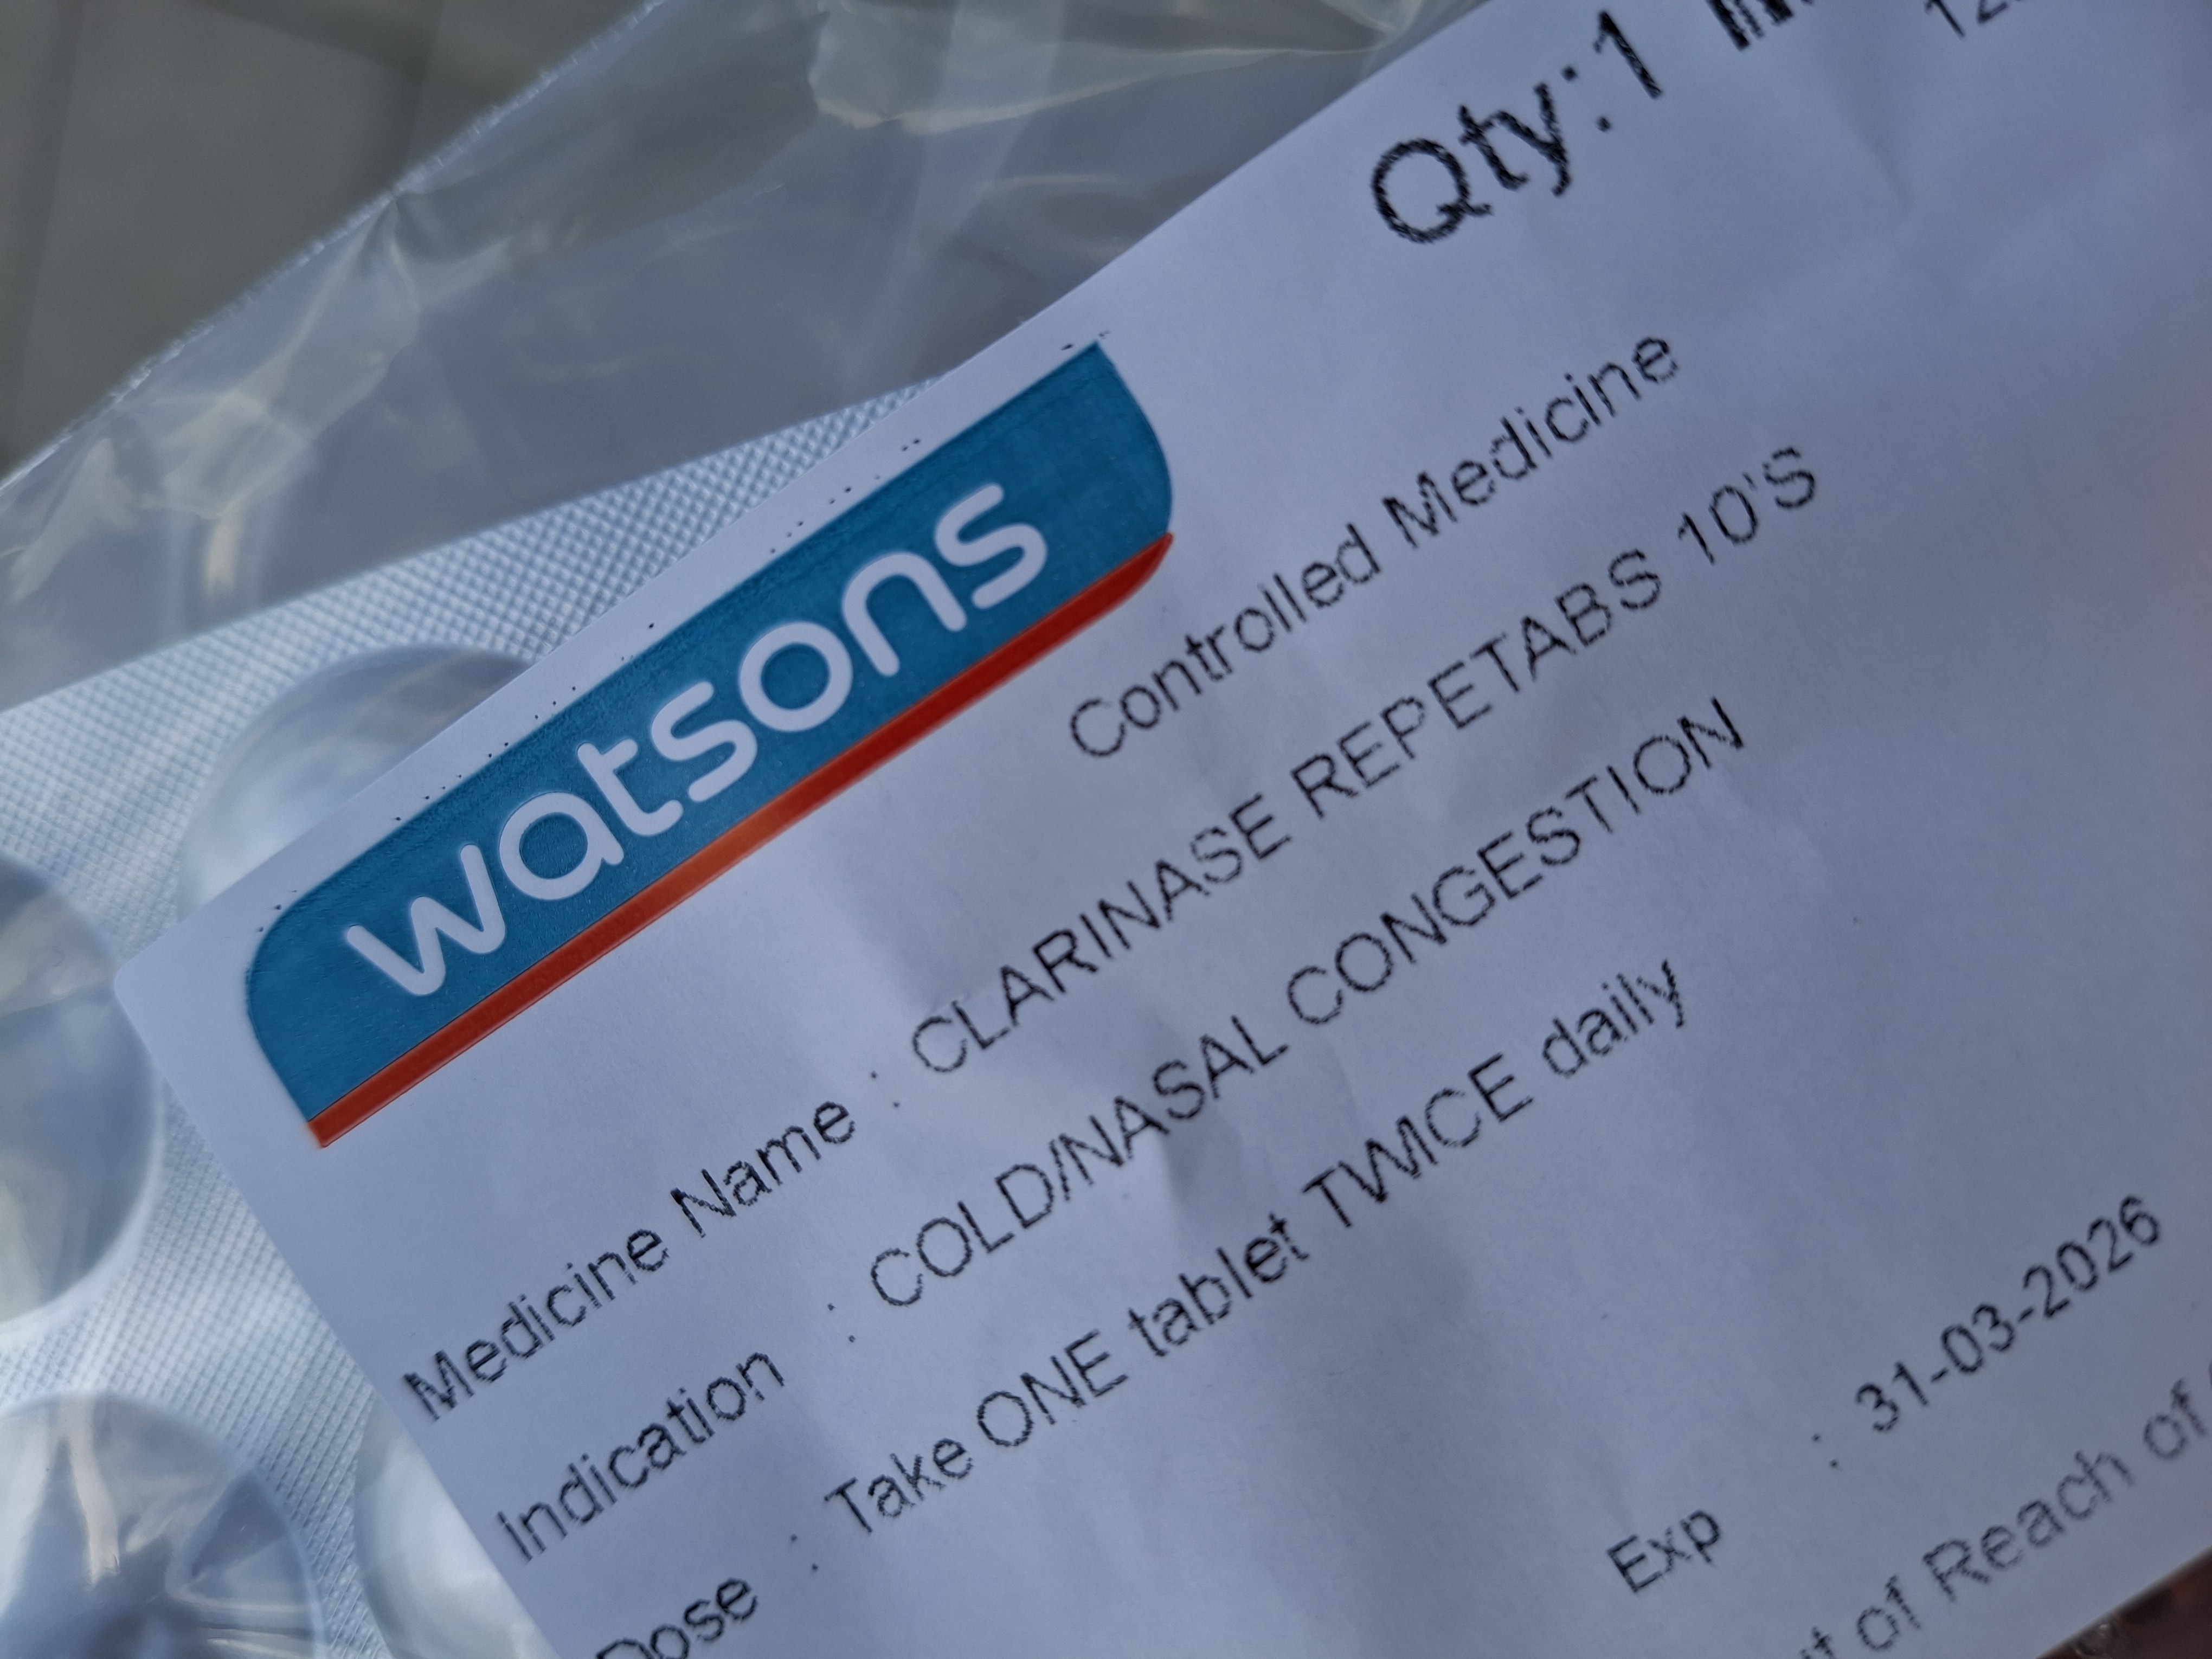 Qty:1
watsons
Controlled Medicine
Medicine Name : CLARINASE REPETABS 10'S
Indication : COLD/NASAL CONGESTION
Dose : Take ONE tablet TWICE daily
Exp : 31-03-2026
of Reach of